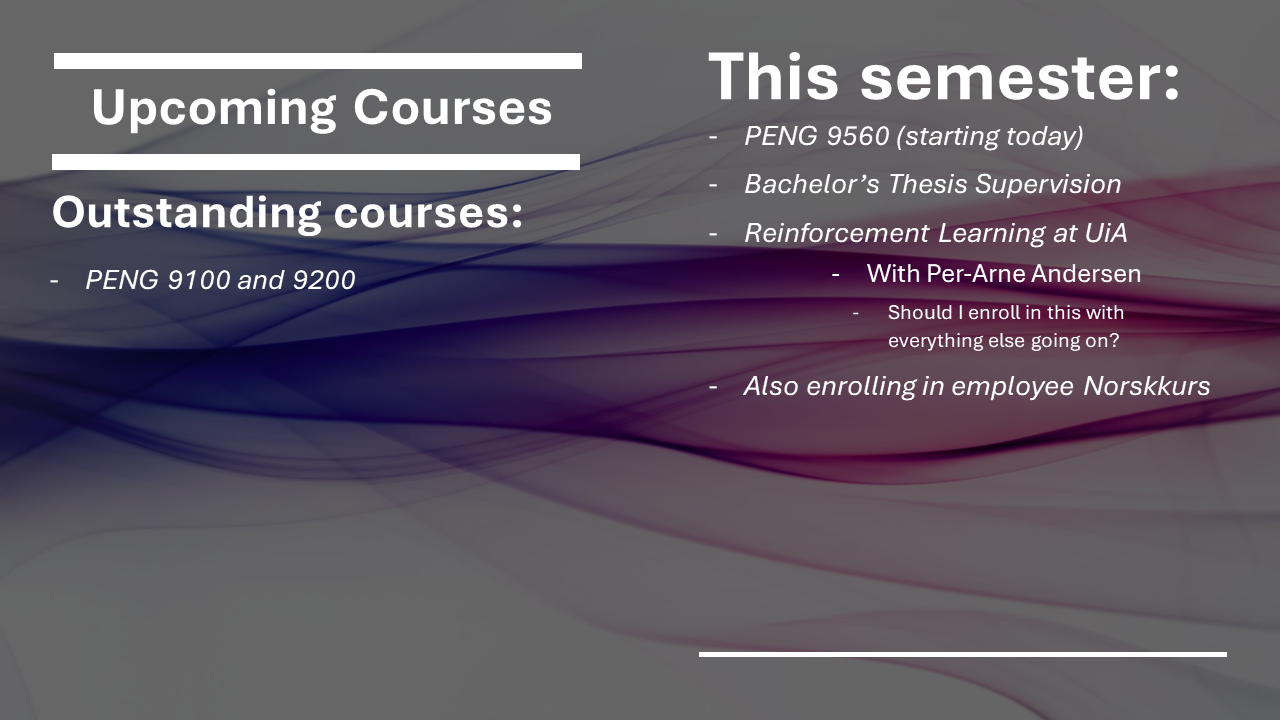 Upcoming Courses
Outstanding courses:
- PENG 9100 and 9200
This semester:
- PENG 9560 (starting today)
- Bachelor’s Thesis Supervision
- Reinforcement Learning at UiA
- With Per-Arne Andersen
- Should I enroll in this with
everything else going on?
- Also enrolling in employee Norskkurs